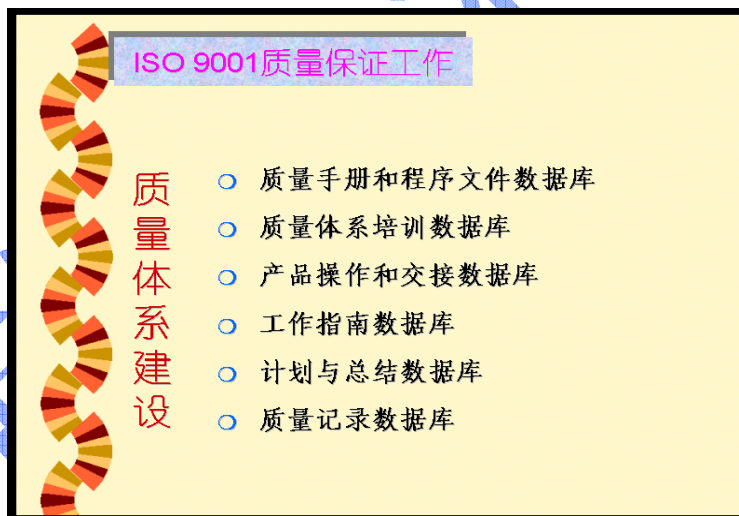 ISO 9001质量保证工作
质量体系建设
质量手册和程序文件数据库
质量体系培训数据库
产品操作和交接数据库
工作指南数据库
计划与总结数据库
质量记录数据库